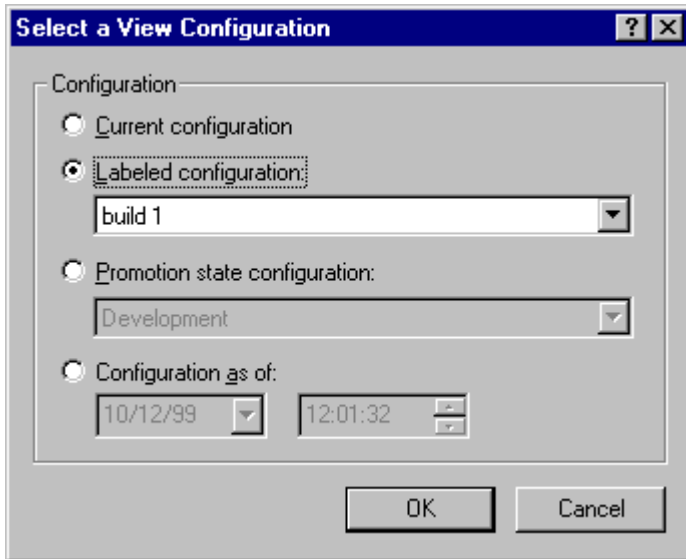 Select a View Configuration
Configuration
Current configuration
Labeled configuration:
build 1
Promotion state configuration:
Development
Configuration as of:
10/12/99 12:01:32
OK Cancel